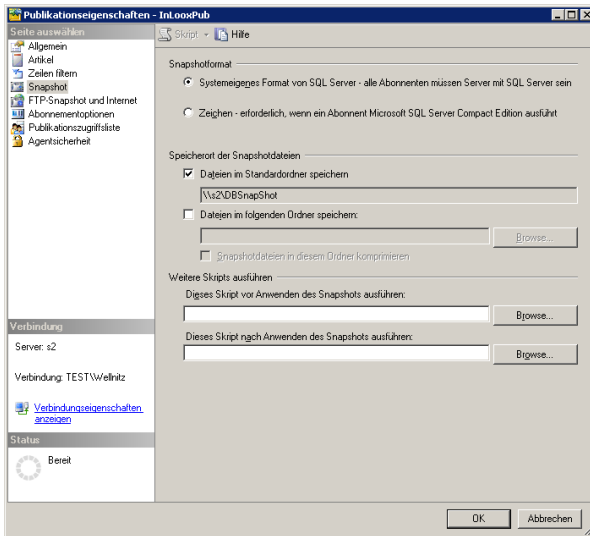 Publikationseigenschaften - InLooxPub
Seite auswählen
Allgemein
Artikel
Zeilen filtern
Snapshot
FTP-Snapshot und Internet
Abonnementoptionen
Publikationszugriffsliste
Agentsicherheit
Skript
Hilfe
Snapshotformat
Systemeigenes Format von SQL Server - alle Abonnenten müssen Server mit SQL Server sein
Zeichen - erforderlich, wenn ein Abonnent Microsoft SQL Server Compact Edition ausführt
Speicherort der Snapshotdateien
Dateien im Standardordner speichern
\\s2\DBSnapShot
Dateien im folgenden Ordner speichern:
Browse...
Snapshotdateien in diesem Ordner komprimieren
Weitere Skripts ausführen
Dieses Skript vor Anwenden des Snapshots ausführen:
Browse...
Dieses Skript nach Anwenden des Snapshots ausführen:
Browse...
Verbindung
Server: s2
Verbindung: TEST\Wellnitz
Verbindungseigenschaften
anzeigen
Status
Bereit
OK
Abbrechen